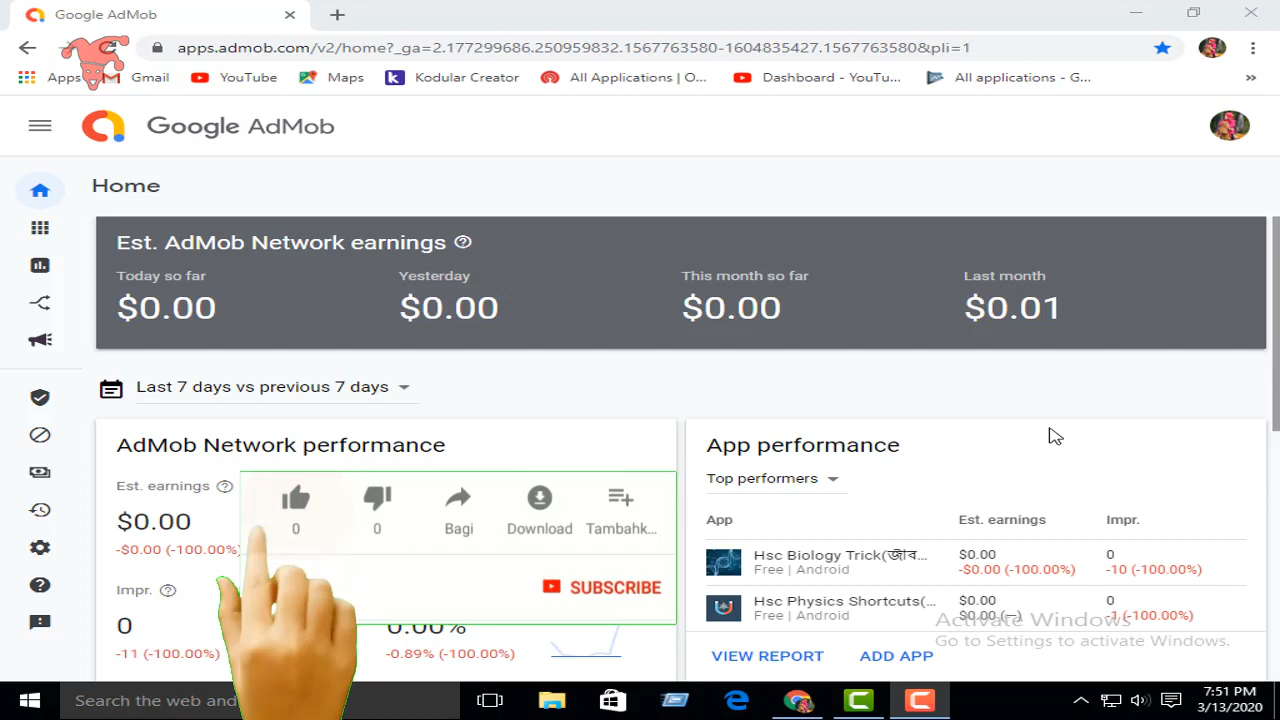 Google AdMob
apps.admob.com/v2/home?_ga=2.177299686.250959832.1567763580-1604835427.1567763580&pli=1
Apps Gmail YouTube Maps Kodular Creator All Applications | O... Dashboard - YouTu... All applications - G...
Google AdMob
Home
Est. AdMob Network earnings
Today so far Yesterday This month so far Last month
$0.00 $0.00 $0.00 $0.01
Last 7 days vs previous 7 days
AdMob Network performance
Est. earnings
$0.00
-$0.00 (-100.00%)
Impr.
0 0.00%
-11 (-100.00%) -0.89% (-100.00%)
0 0 Bagi Download Tambahk...
SUBSCRIBE
App performance
Top performers
App Est. earnings Impr.
Hsc Biology Trick(জীব... $0.00 0
Free | Android -$0.00 (-100.00%) -10 (-100.00%)
Hsc Physics Shortcuts(... $0.00 0
Free | Android $0.00 (—) -1 (-100.00%)
VIEW REPORT ADD APP
Activate Windows
Go to Settings to activate Windows.
Search the web and
7:51 PM
3/13/2020